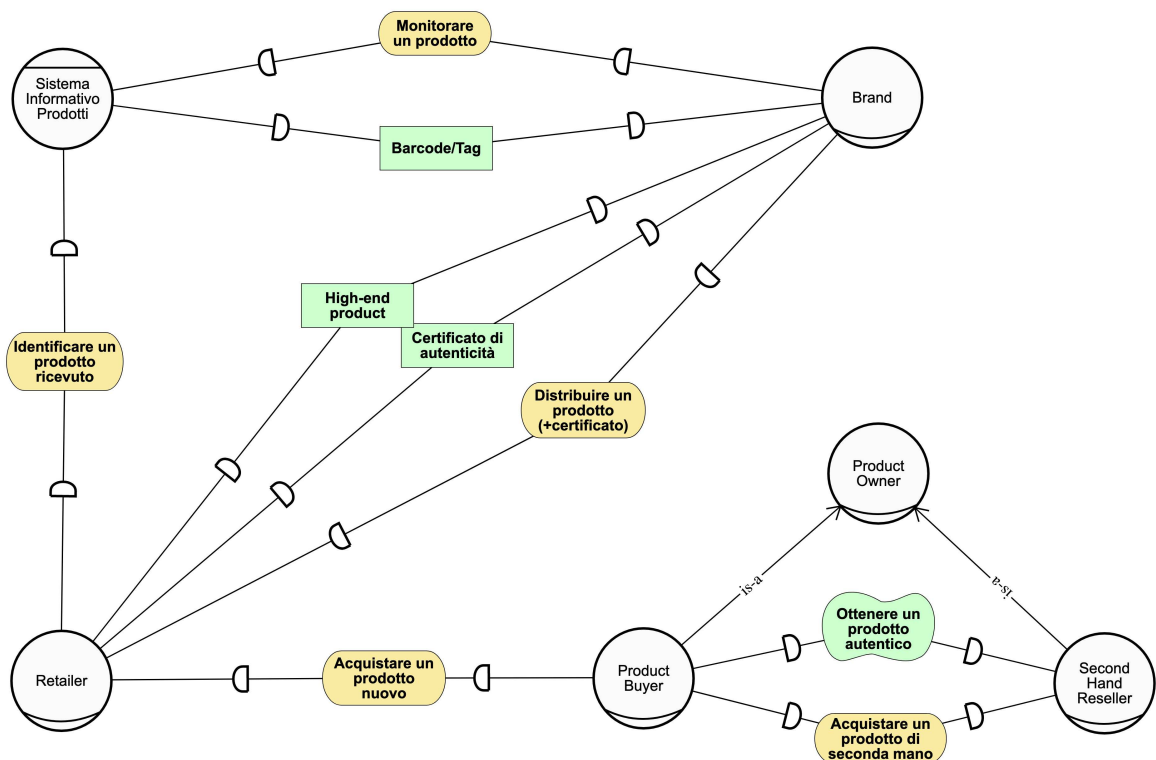 Monitorare
un prodotto
Sistema
Informativo
Prodotti
Brand
Barcode/Tag
High-end
product
Certificato di
autenticità
Identificare un
prodotto
ricevuto
Distribuire un
prodotto
(+certificato)
Product
Owner
is-a
is-a
Ottenere un
prodotto
autentico
Retailer
Acquistare un
prodotto
nuovo
Product
Buyer
Second
Hand
Reseller
Acquistare un
prodotto di
seconda mano